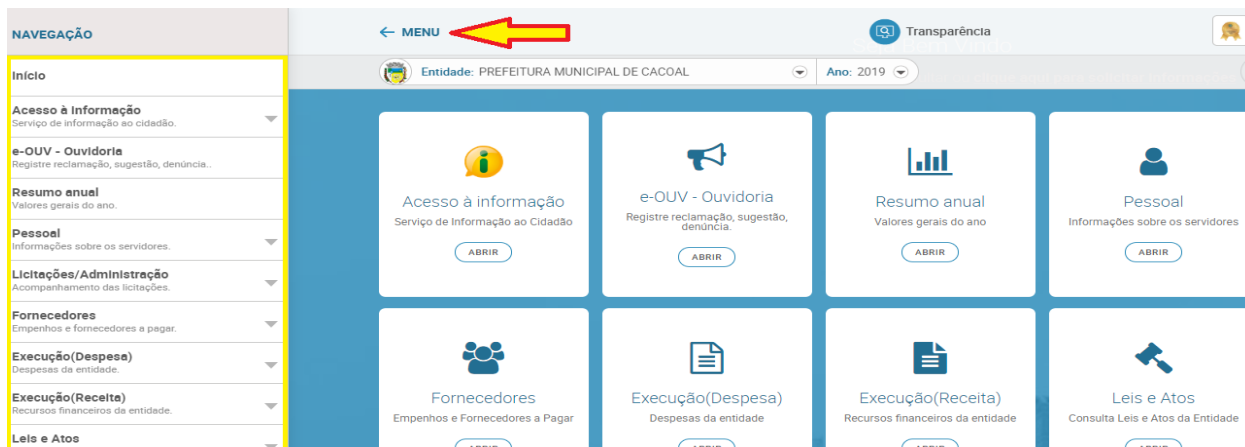 NAVEGAÇÃO
Início
Acesso à Informação
Serviço de informação ao cidadão.
e-OUV - Ouvidoria
Registre reclamação, sugestão, denúncia..
Resumo anual
Valores gerais do ano.
Pessoal
Informações sobre os servidores.
Licitações/Administração
Acompanhamento das licitações.
Fornecedores
Empenhos e fornecedores a pagar.
Execução(Despesa)
Despesas da entidade.
Execução(Receita)
Recursos financeiros da entidade.
Leis e Atos
← MENU
Transparência
Entidade: PREFEITURA MUNICIPAL DE CACOAL
Ano: 2019
Acesso à informação
Serviço de Informação ao Cidadão
ABRIR
e-OUV - Ouvidoria
Registre reclamação, sugestão,
denúncia.
ABRIR
Resumo anual
Valores gerais do ano
ABRIR
Pessoal
Informações sobre os servidores
ABRIR
Fornecedores
Empenhos e Fornecedores a Pagar
ABRIR
Execução(Despesa)
Despesas da entidade
ABRIR
Execução(Receita)
Recursos financeiros da entidade
ABRIR
Leis e Atos
Consulta Leis e Atos da Entidade
ABRIR